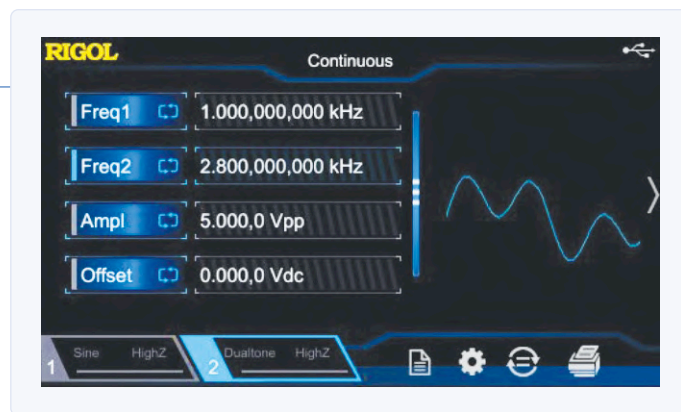 RIGOL
Continuous
Freq1 1.000,000,000 kHz
Freq2 2.800,000,000 kHz
Ampl 5.000,0 Vpp
Offset 0.000,0 Vdc
1 Sine HighZ
2 Dualtone HighZ